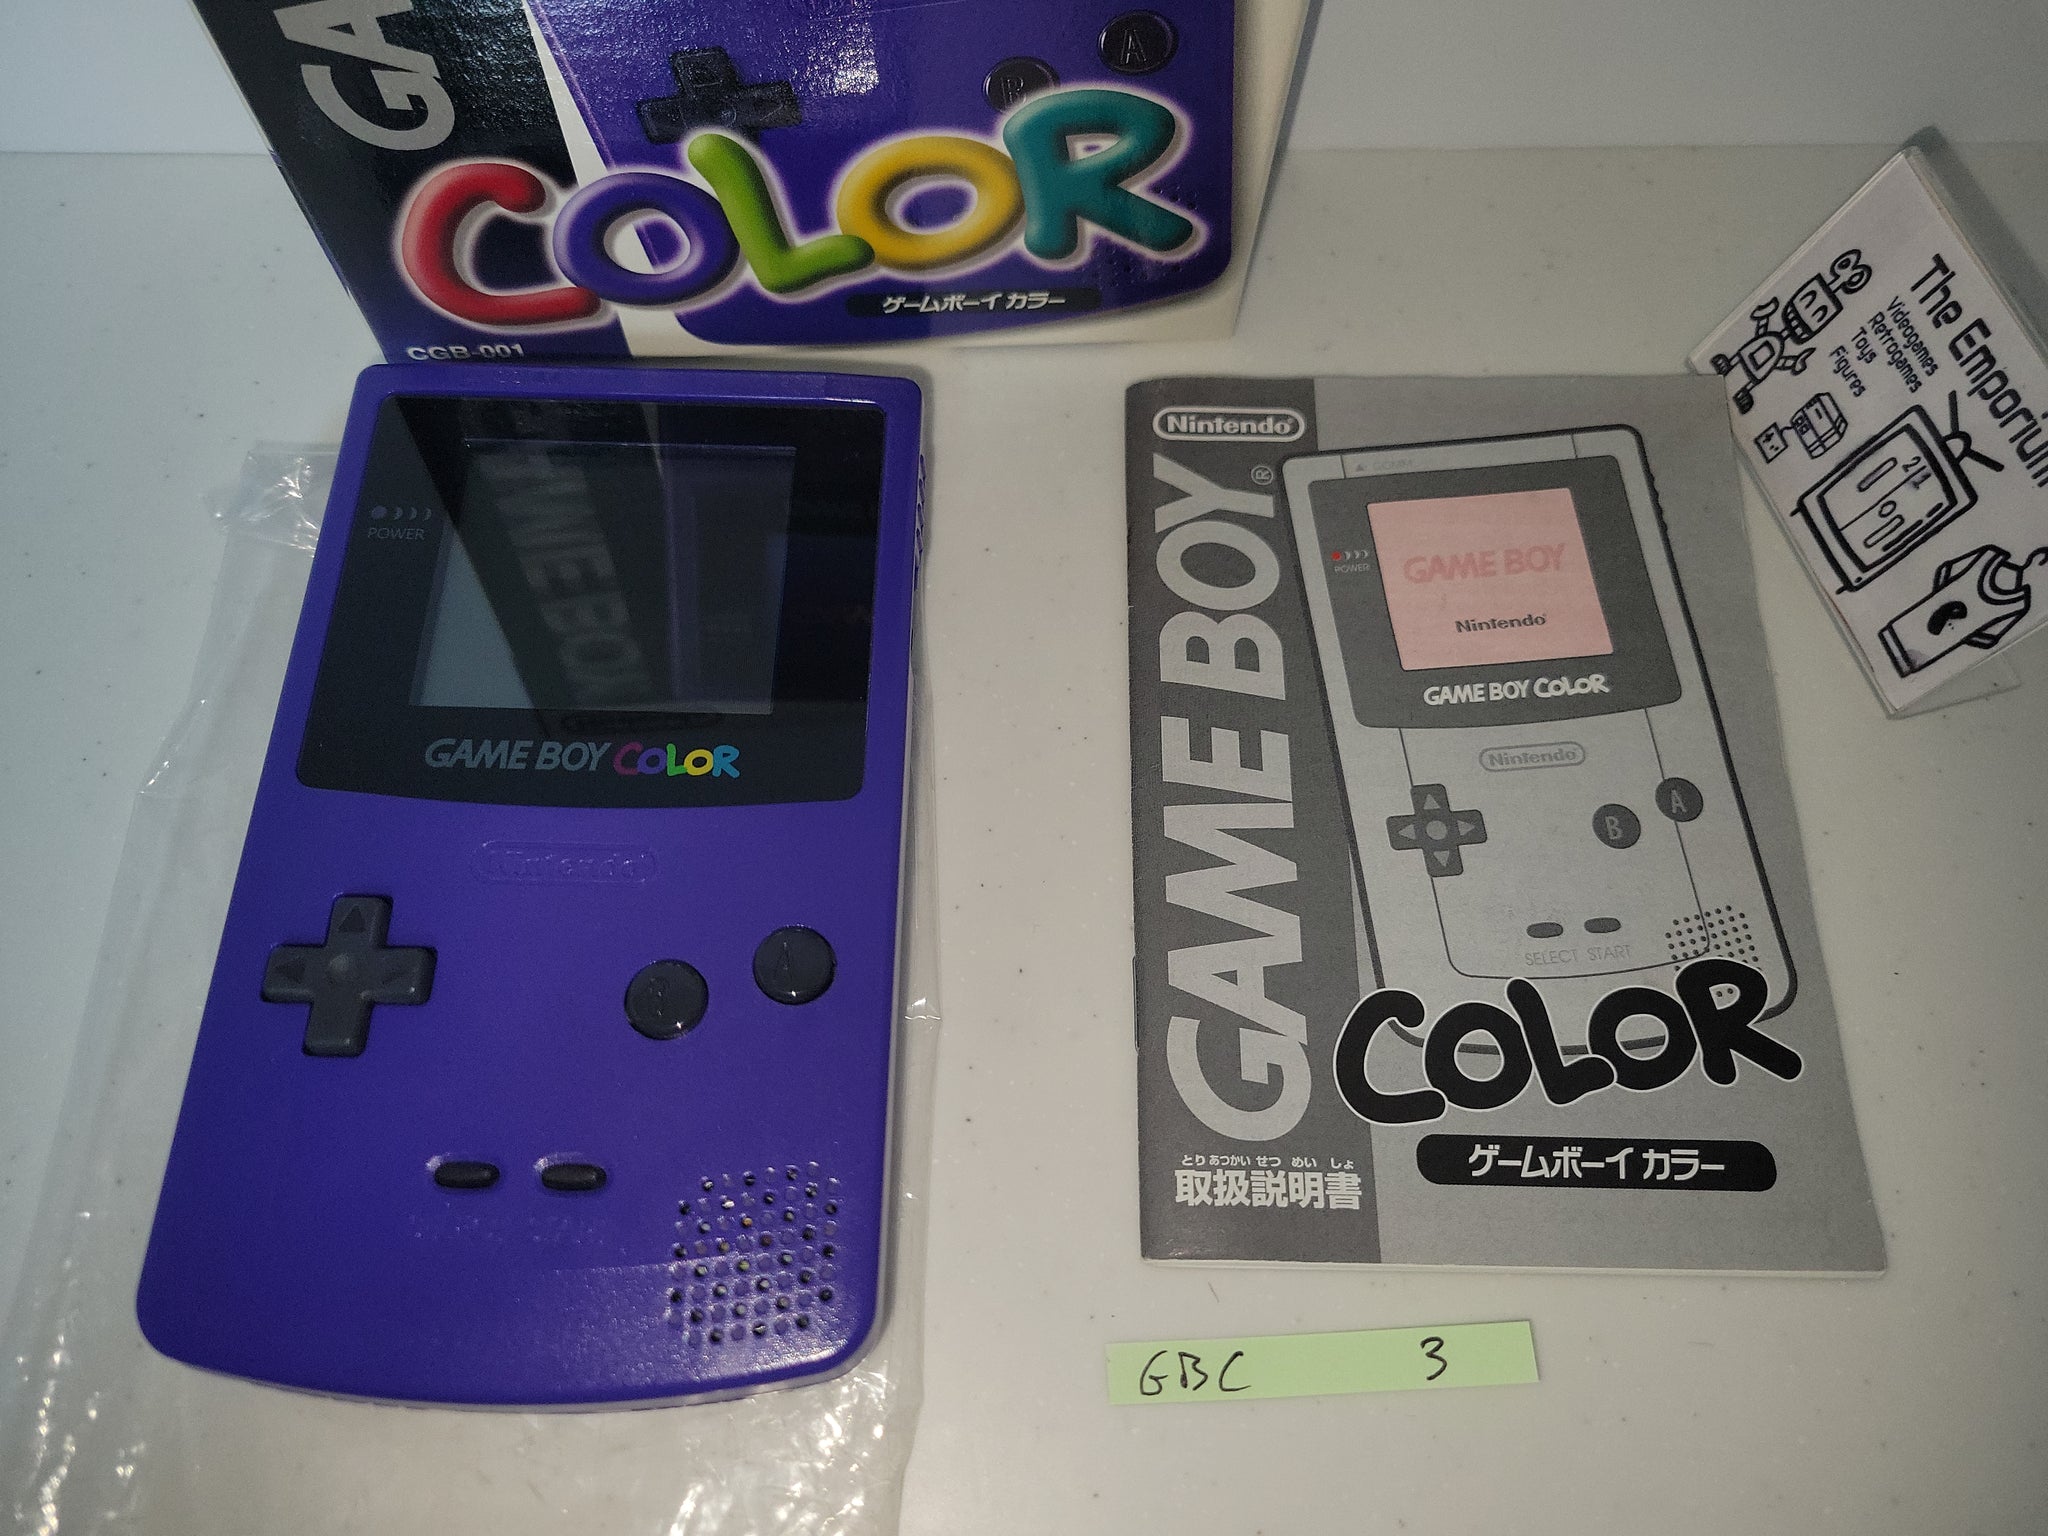 GA
A
B
COLOR
ゲームボーイ カラー
CGB-001
POWER
GAME BOY COLOR
Nintendo
A
B
Nintendo
GAME BOY®
COMM
POWER
GAME BOY
Nintendo®
GAME BOY COLOR
Nintendo
A
B
SELECT START
COLOR
ゲームボーイ カラー
とり あつかい せつ めい しょ
取扱説明書
The Emporium
Videogames
Retrogames
Toys
Figures
GBC 3